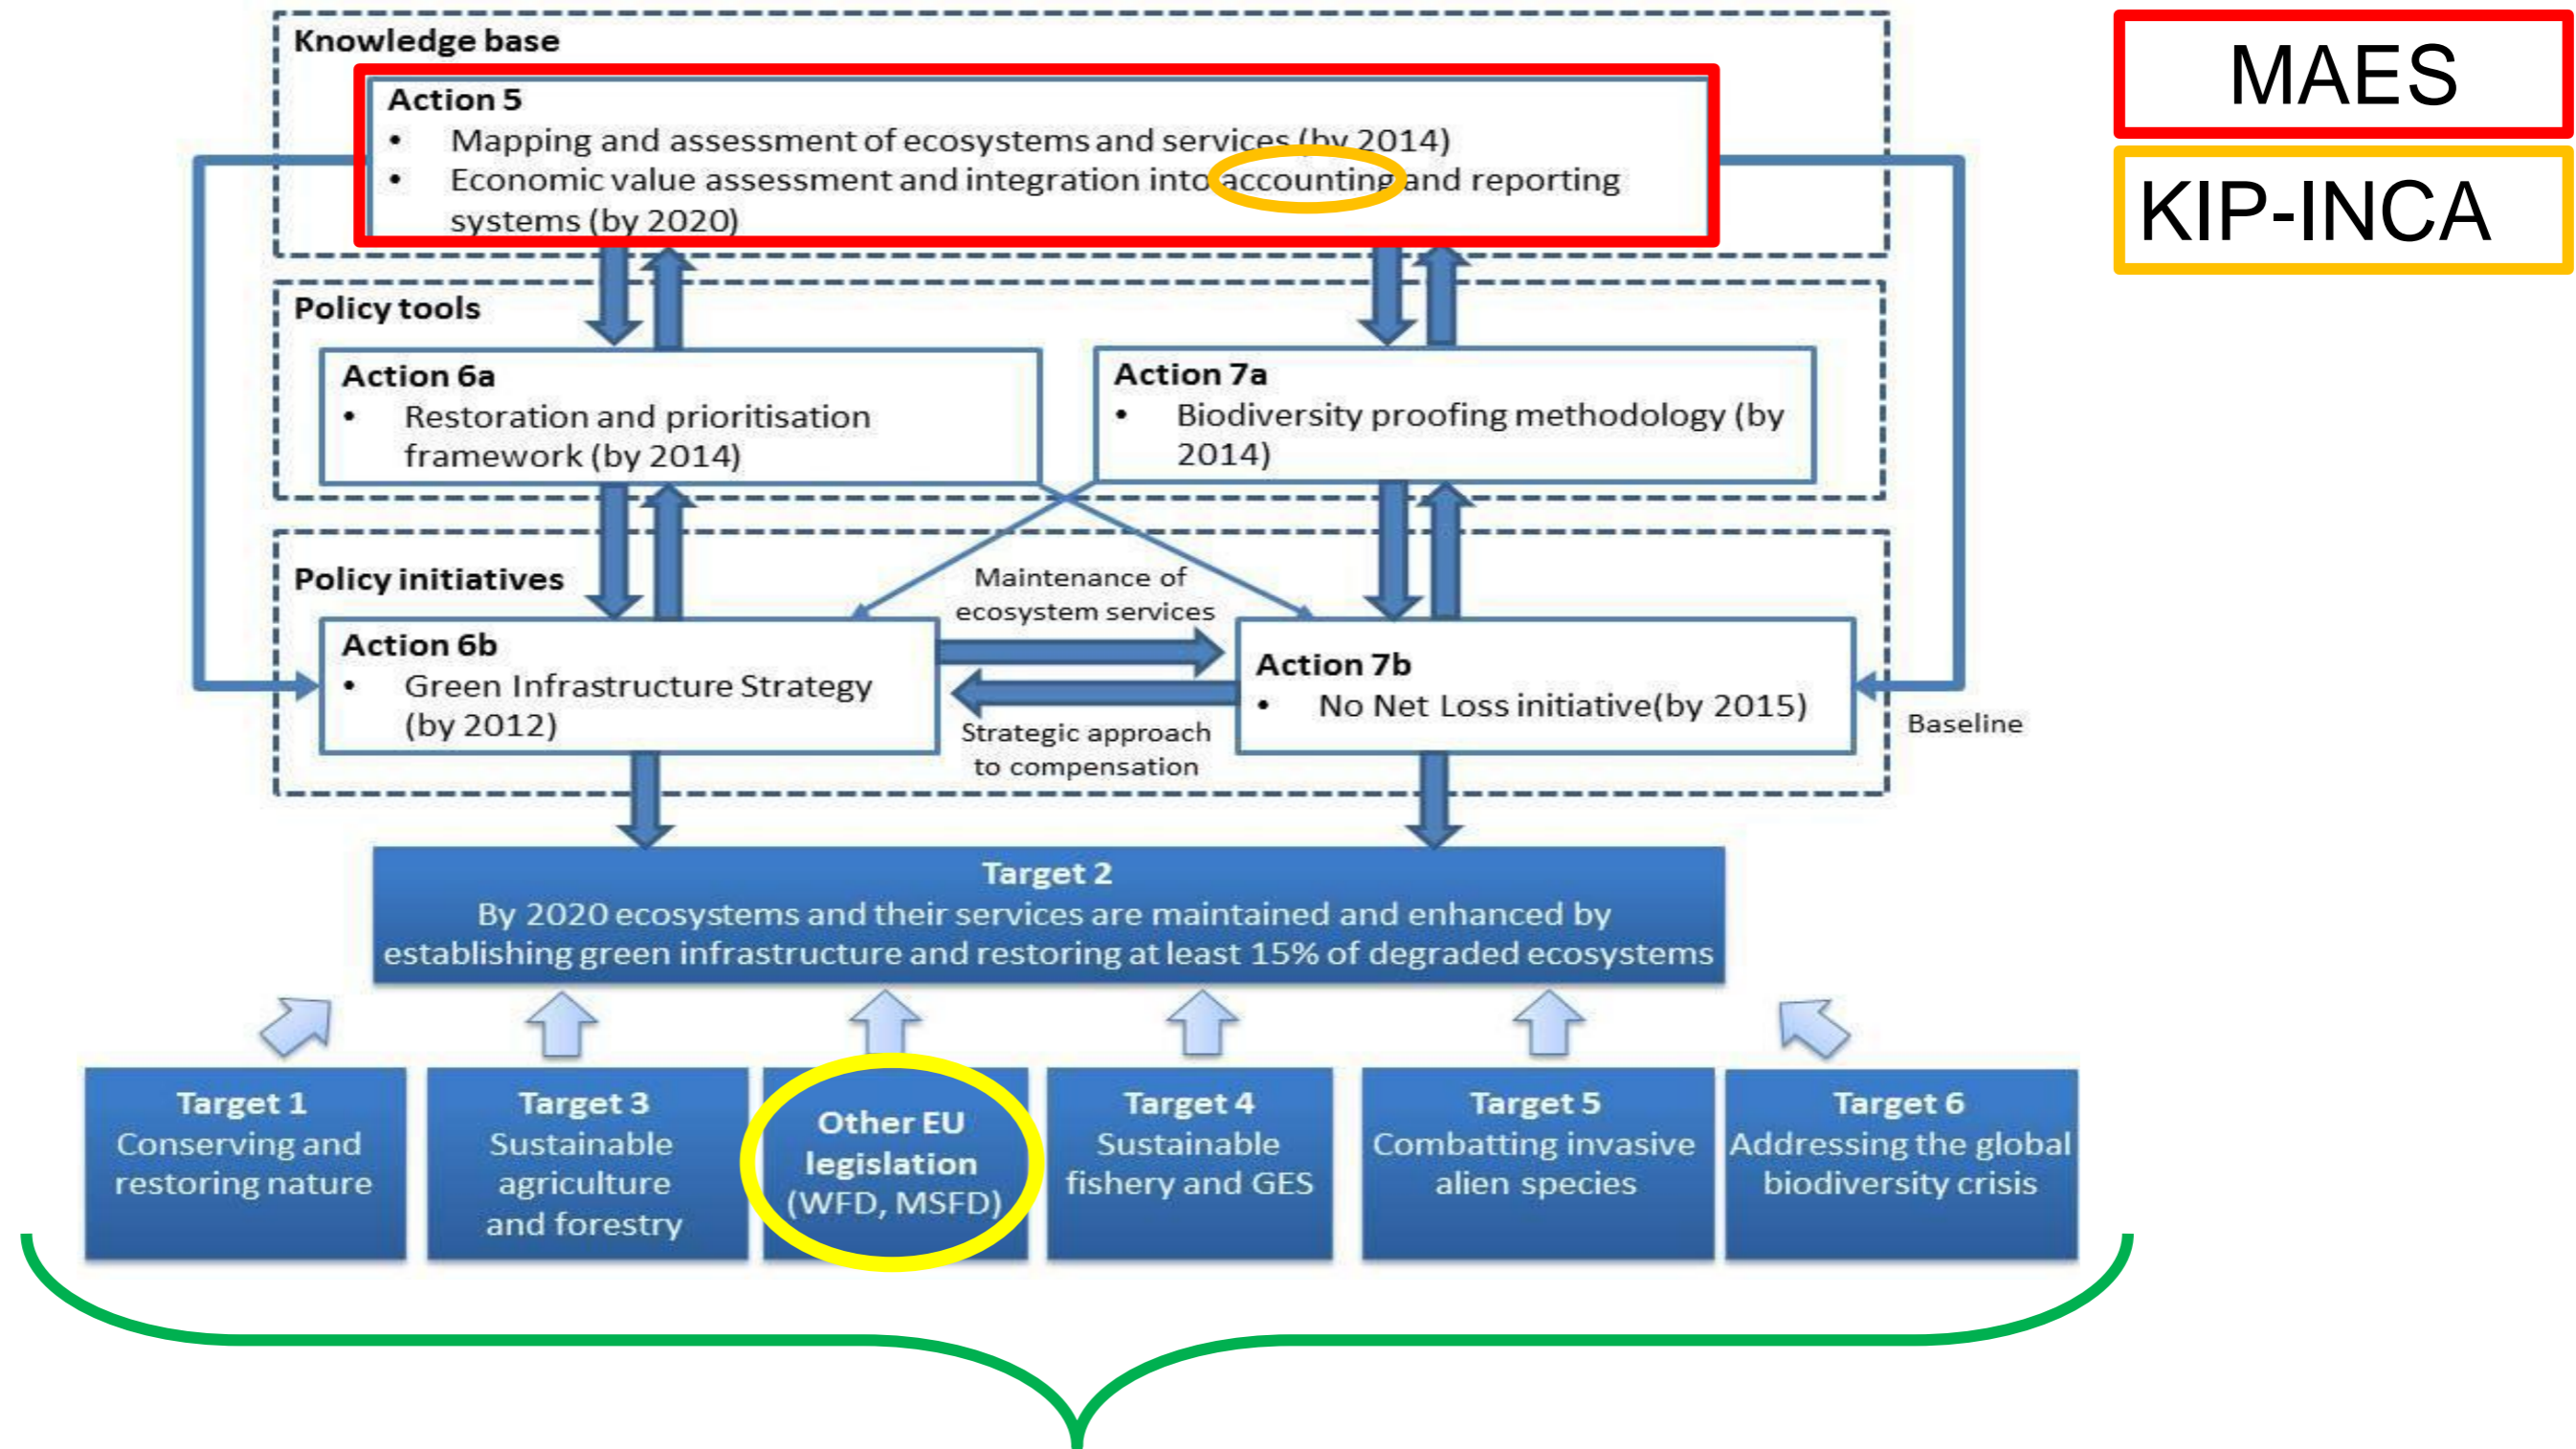 Knowledge base
Action 5
• Mapping and assessment of ecosystems and services (by 2014)
• Economic value assessment and integration into accounting and reporting
systems (by 2020)
MAES
KIP-INCA
Policy tools
Action 6a
• Restoration and prioritisation
framework (by 2014)
Action 7a
• Biodiversity proofing methodology (by
2014)
Policy initiatives
Maintenance of
ecosystem services
Action 6b
• Green Infrastructure Strategy
(by 2012)
Action 7b
• No Net Loss initiative(by 2015)
Strategic approach
to compensation
Baseline
Target 2
By 2020 ecosystems and their services are maintained and enhanced by
establishing green infrastructure and restoring at least 15% of degraded ecosystems
Target 1
Conserving and
restoring nature
Target 3
Sustainable
agriculture
and forestry
Other EU
legislation
(WFD, MSFD)
Target 4
Sustainable
fishery and GES
Target 5
Combatting invasive
alien species
Target 6
Addressing the global
biodiversity crisis